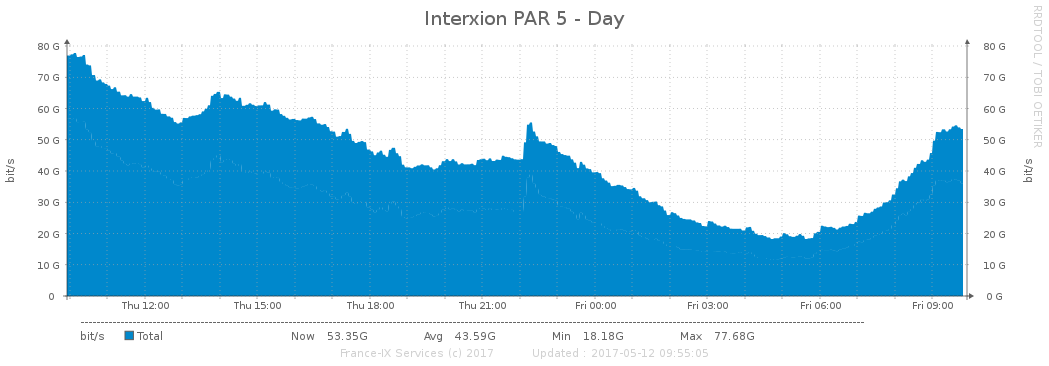 Interxion PAR 5 - Day
RRDTOOL / TOBI OETIKER
80 G 80 G
70 G 70 G
60 G 60 G
50 G 50 G
40 G 40 G
30 G 30 G
20 G 20 G
10 G 10 G
0 0 G
bit/s bit/s
Thu 12:00 Thu 15:00 Thu 18:00 Thu 21:00 Fri 00:00 Fri 03:00 Fri 06:00 Fri 09:00
bit/s Total Now 53.35G Avg 43.59G Min 18.18G Max 77.68G
France-IX Services (c) 2017 Updated : 2017-05-12 09:55:05